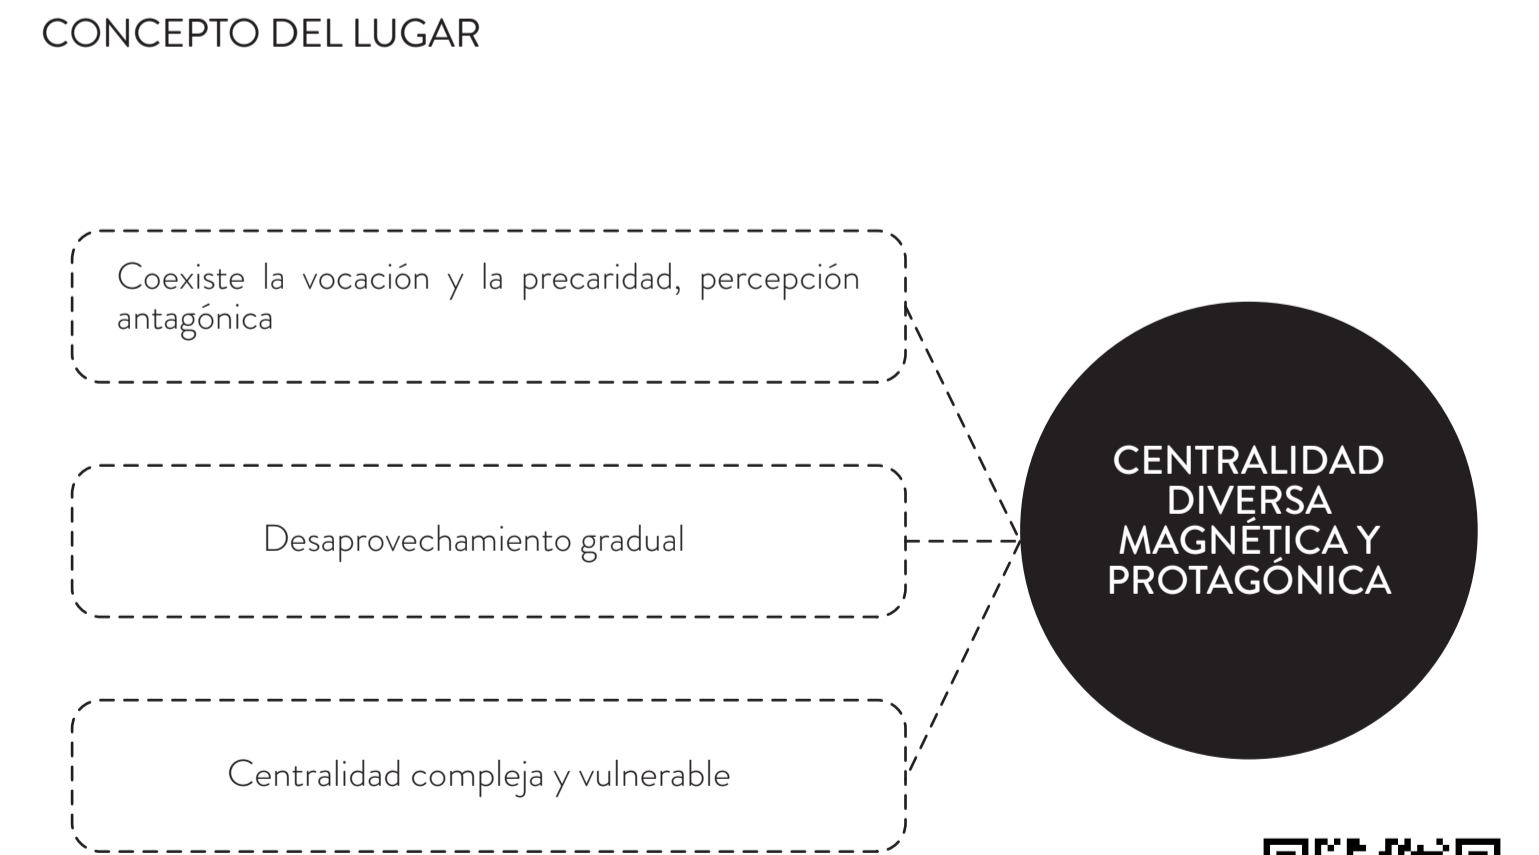 CONCEPTO DEL LUGAR
Coexiste la vocación y la precaridad, percepción
antagónica
Desaprovechamiento gradual
Centralidad compleja y vulnerable
CENTRALIDAD
DIVERSA
MAGNÉTICA Y
PROTAGÓNICA